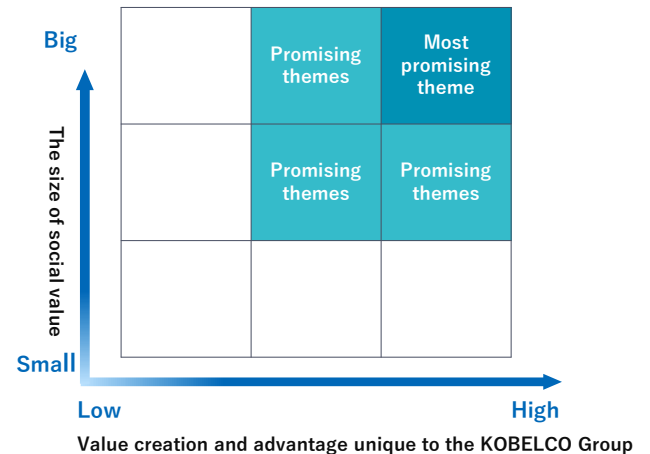 Big
Promising
themes
Most
promising
theme
The size of social value
Promising
themes
Promising
themes
Small
Low
High
Value creation and advantage unique to the KOBELCO Group